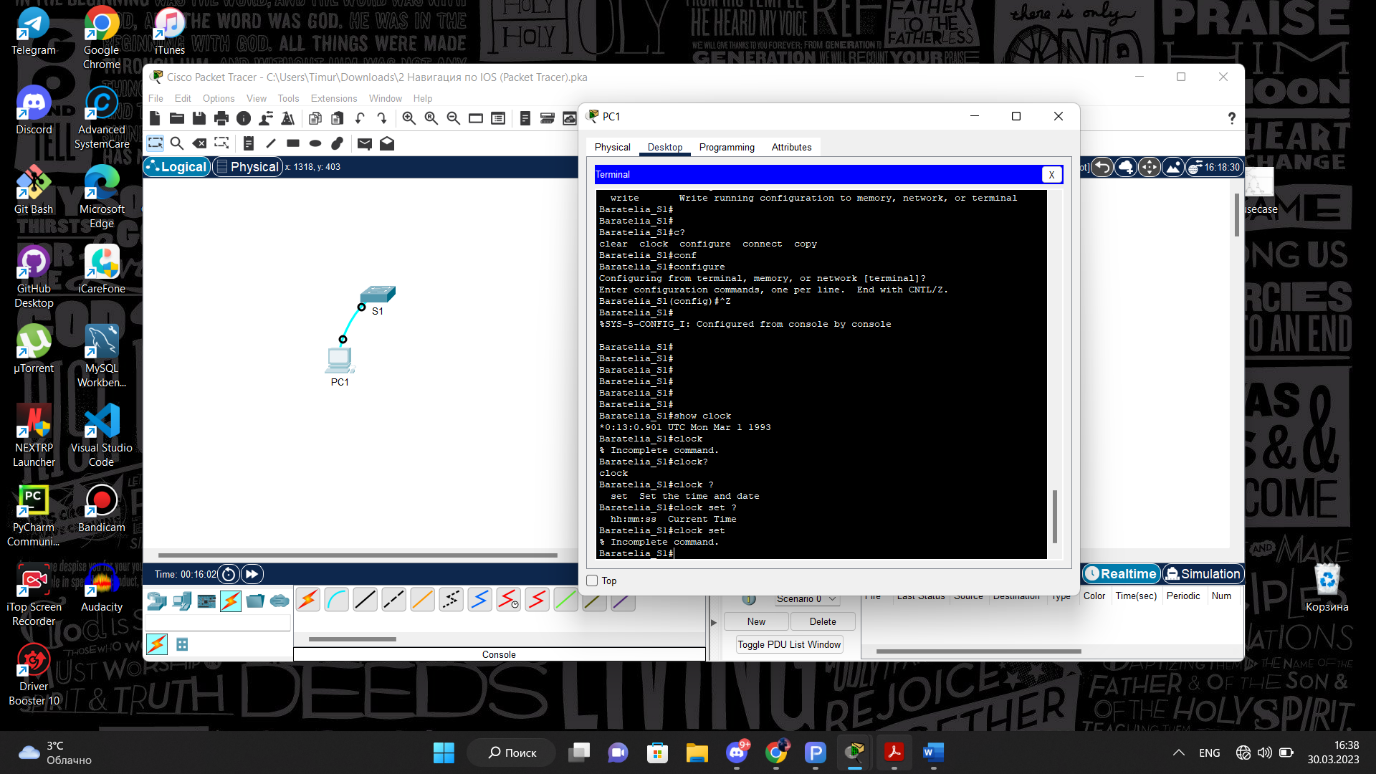 Telegram
Google
Chrome
iTunes
Discord
Advanced
SystemCare
Git Bash
Microsoft
Edge
GitHub
Desktop
iCareFone
µTorrent
MySQL
Workben...
NEXTRP
Launcher
Visual Studio
Code
PyCharm
Communi...
Bandicam
iTop Screen
Recorder
Audacity
Driver
Booster 10
Cisco Packet Tracer - C:\Users\Timur\Downloads\2 Навигация по IOS (Packet Tracer).pka
File Edit Options View Tools Extensions Window Help
Logical Physical x: 1318, y: 403
16:18:30
S1
PC1
PC1
Physical Desktop Programming Attributes
Terminal X
write Write running configuration to memory, network, or terminal
Baratelia_S1#
Baratelia_S1#
Baratelia_S1#c?
clear clock configure connect copy
Baratelia_S1#conf
Baratelia_S1#configure
Configuring from terminal, memory, or network [terminal]?
Enter configuration commands, one per line. End with CNTL/Z.
Baratelia_S1(config)#^Z
Baratelia_S1#
%SYS-5-CONFIG_I: Configured from console by console
Baratelia_S1#
Baratelia_S1#
Baratelia_S1#
Baratelia_S1#
Baratelia_S1#
Baratelia_S1#
Baratelia_S1#show clock
*0:13:0.901 UTC Mon Mar 1 1993
Baratelia_S1#clock
% Incomplete command.
Baratelia_S1#clock?
clock
Baratelia_S1#clock ?
set Set the time and date
Baratelia_S1#clock set ?
hh:mm:ss Current Time
Baratelia_S1#clock set
% Incomplete command.
Baratelia_S1#
Top
Time: 00:16:02
Realtime Simulation
Scenario 0
New Delete
Toggle PDU List Window
File Last Status Source Destination Type Color Time(sec) Periodic Num
Console
usecase
Корзина
3°C
Облачно
Поиск
9+
ENG
16:38
30.03.2023